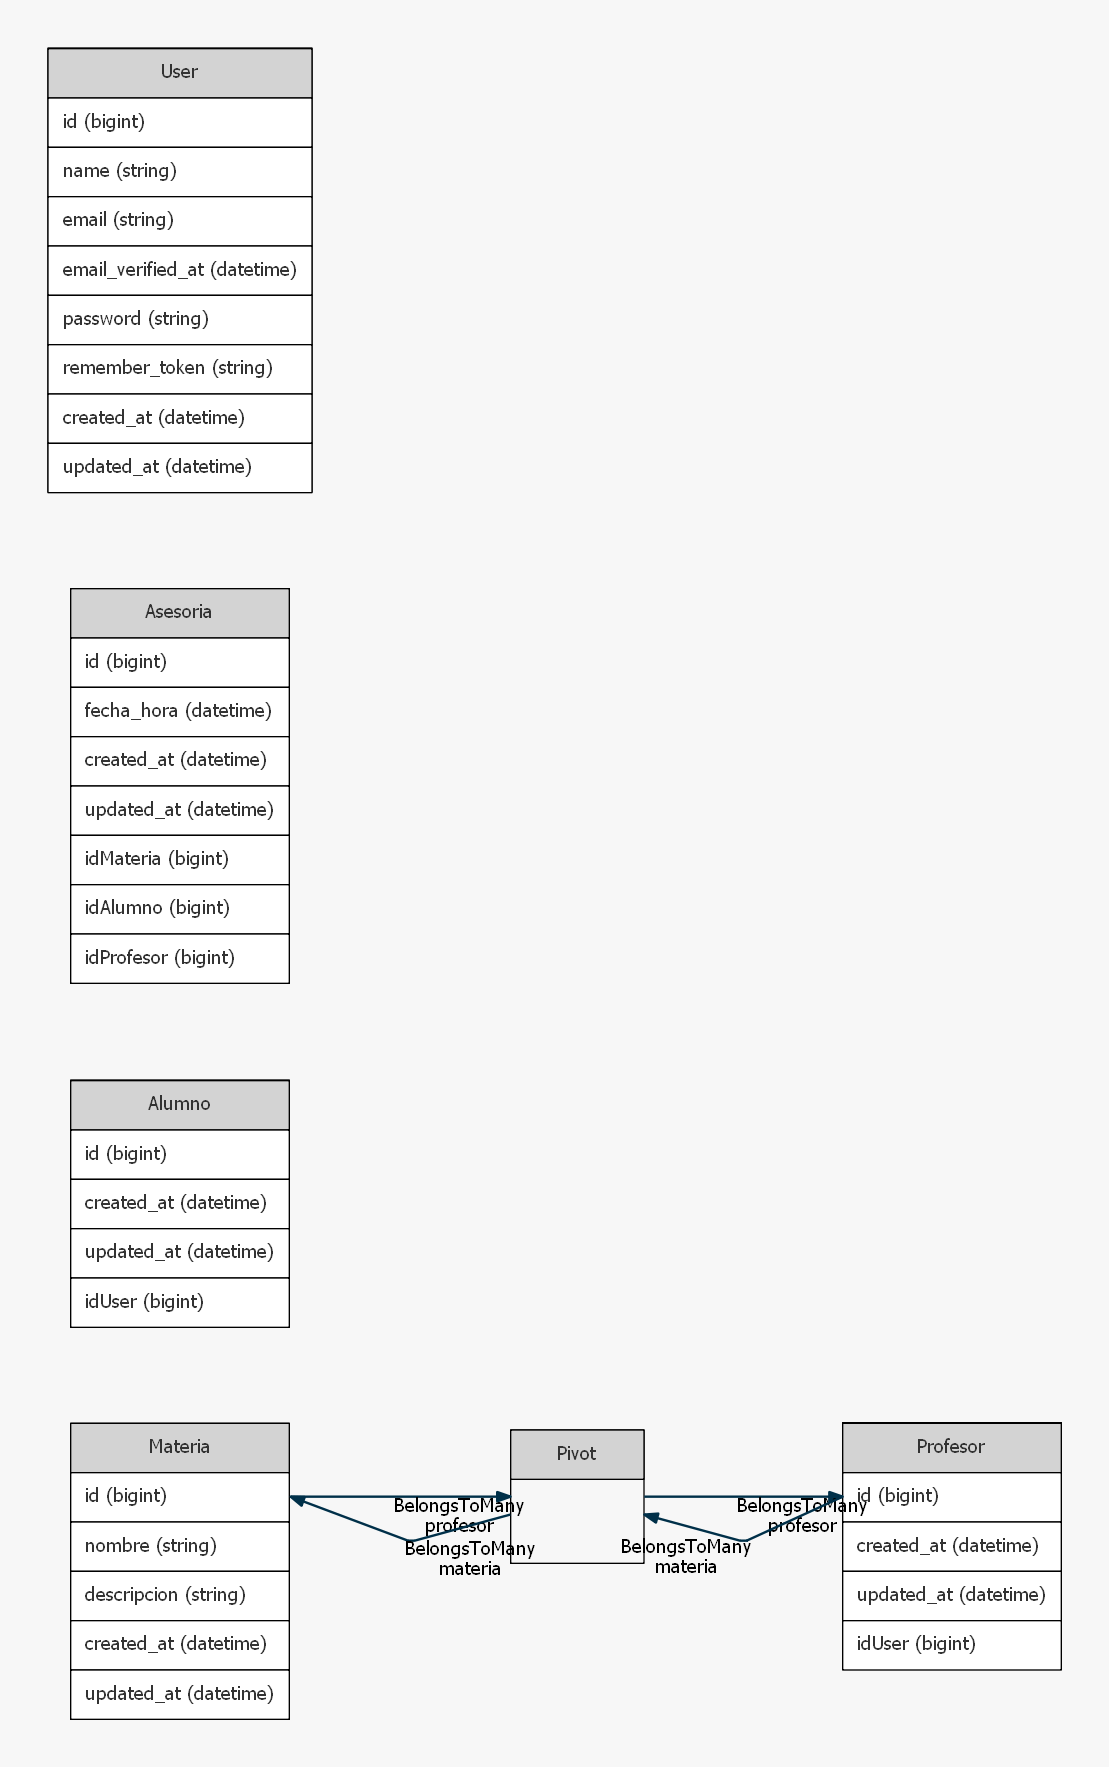 User
id (bigint)
name (string)
email (string)
email_verified_at (datetime)
password (string)
remember_token (string)
created_at (datetime)
updated_at (datetime)
Asesoria
id (bigint)
fecha_hora (datetime)
created_at (datetime)
updated_at (datetime)
idMateria (bigint)
idAlumno (bigint)
idProfesor (bigint)
Alumno
id (bigint)
created_at (datetime)
updated_at (datetime)
idUser (bigint)
Materia
id (bigint)
nombre (string)
descripcion (string)
created_at (datetime)
updated_at (datetime)
BelongsToMany
profesor
BelongsToMany
materia
Pivot
BelongsToMany
profesor
BelongsToMany
materia
Profesor
id (bigint)
created_at (datetime)
updated_at (datetime)
idUser (bigint)